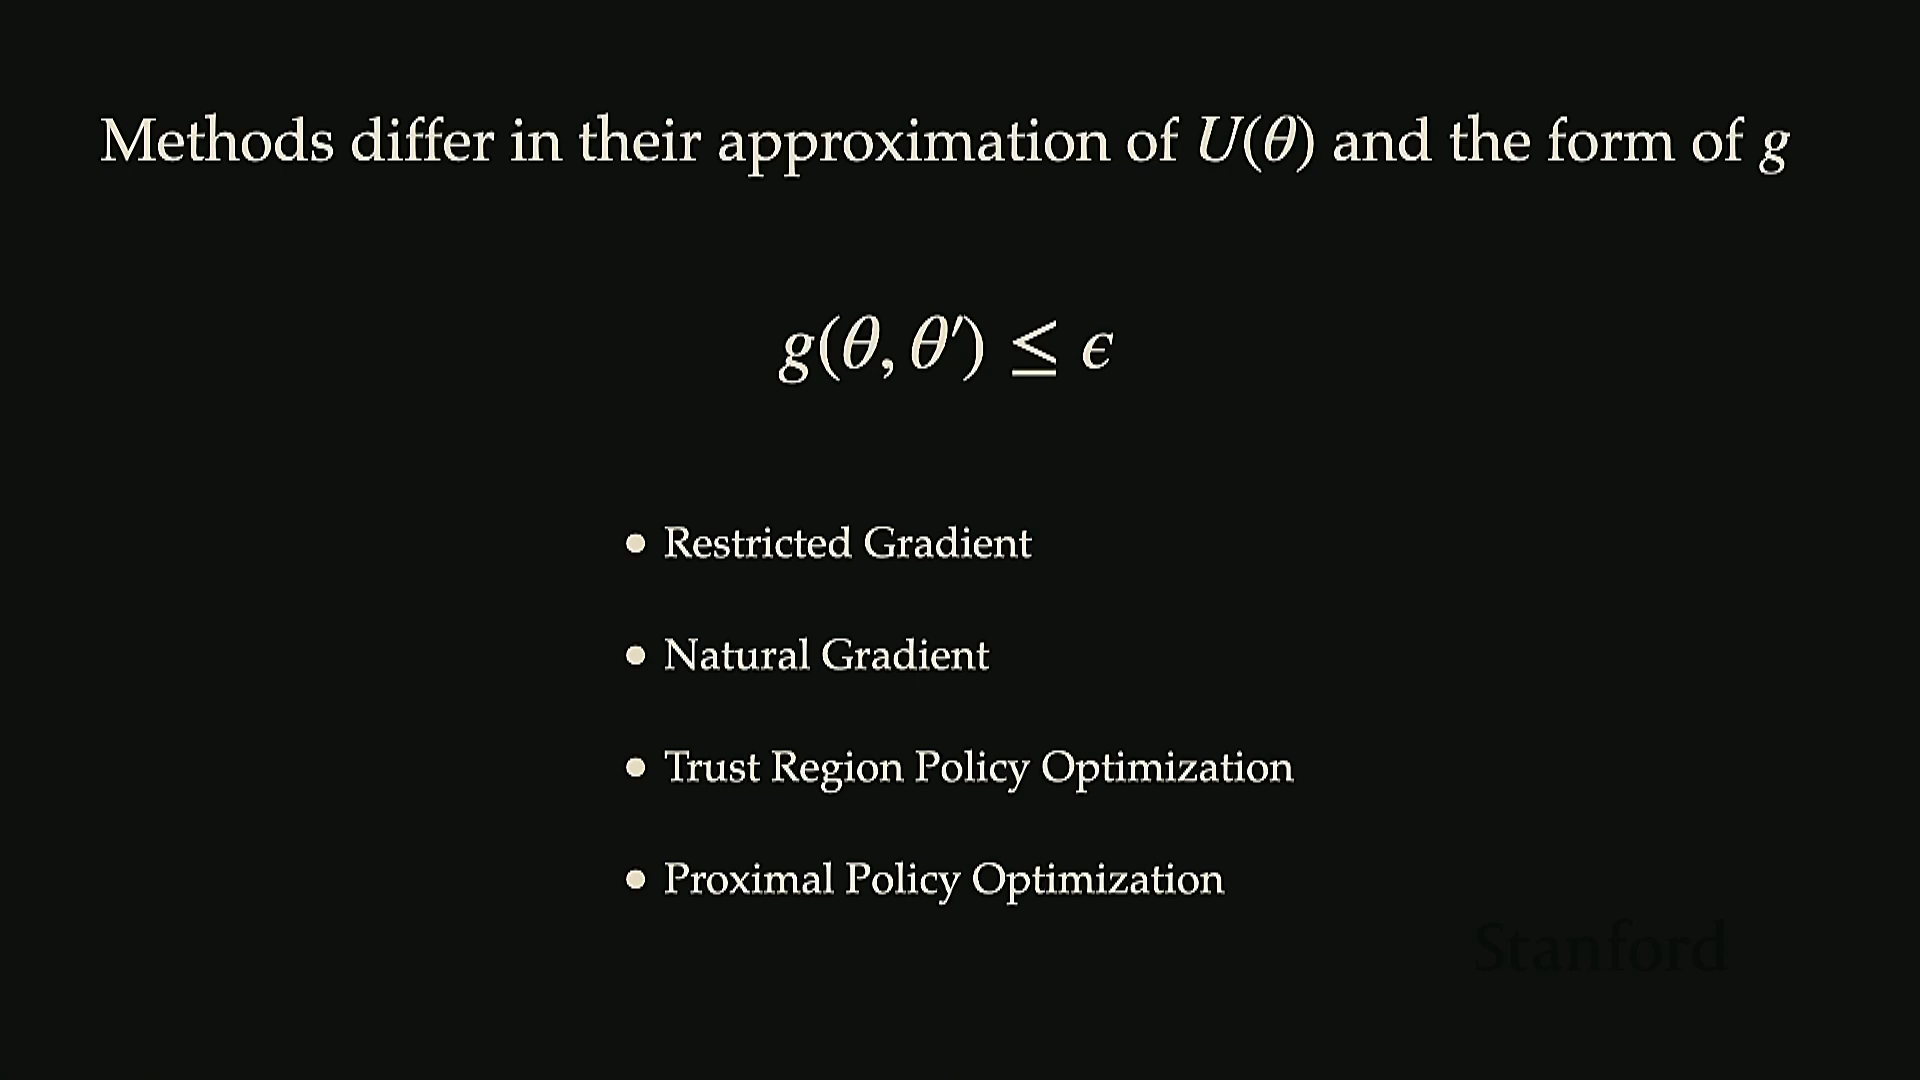 Methods differ in their approximation of U(θ) and the form of g
g(θ, θ′) ≤ ϵ
• Restricted Gradient
• Natural Gradient
• Trust Region Policy Optimization
• Proximal Policy Optimization
Stanford